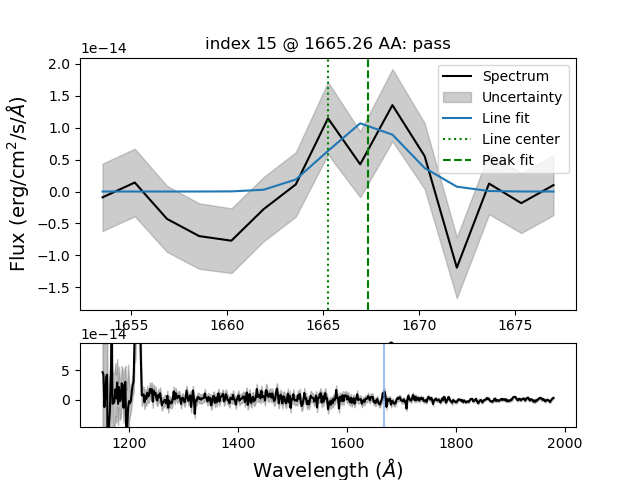 index 15 @ 1665.26 AA: pass
1e−14
2.0
1.5
1.0
0.5
0.0
−0.5
−1.0
−1.5
Flux (erg/cm²/s/Å)
Spectrum
Uncertainty
Line fit
Line center
Peak fit
1655
1660
1665
1670
1675
1e−14
5
0
1200
1400
1600
1800
2000
Wavelength (Å)